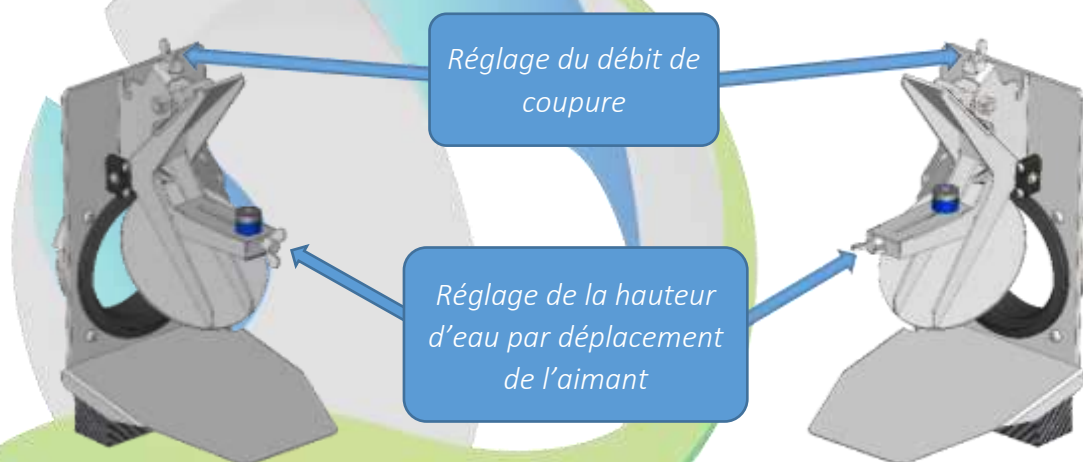 Réglage du débit de
coupure
Réglage de la hauteur
d’eau par déplacement
de l’aimant